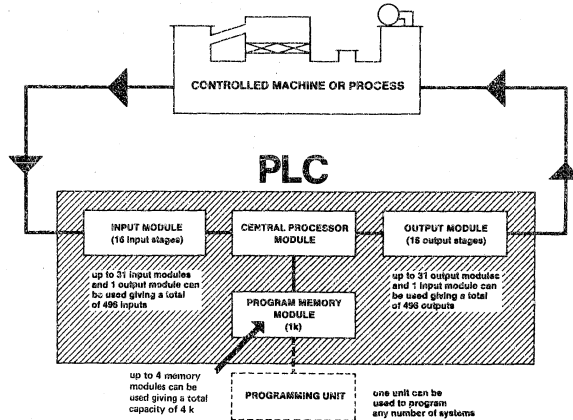 CONTROLLED MACHINE OR PROCESS
PLC
INPUT MODULE
(16 input stages)
CENTRAL PROCESSOR
MODULE
OUTPUT MODULE
(16 output stages)
up to 31 input modules
and 1 output module can
be used giving a total
of 496 inputs
up to 31 output modules
and 1 input module can
be used giving a total
of 496 outputs
PROGRAM MEMORY
MODULE
(1k)
up to 4 memory
modules can be
used giving a total
capacity of 4 k
PROGRAMMING UNIT
one unit can be
used to program
any number of systems